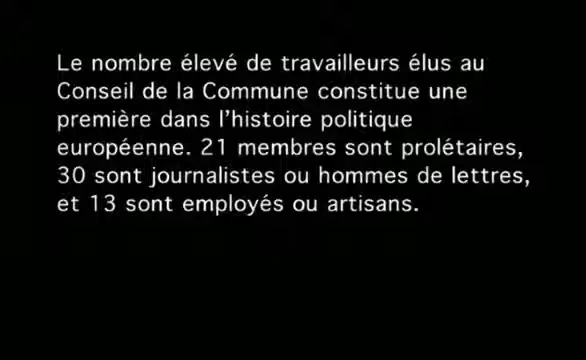 Le nombre élevé de travailleurs élus au
Conseil de la Commune constitue une
première dans l'histoire politique
européenne. 21 membres sont prolétaires,
30 sont journalistes ou hommes de lettres,
et 13 sont employés ou artisans.